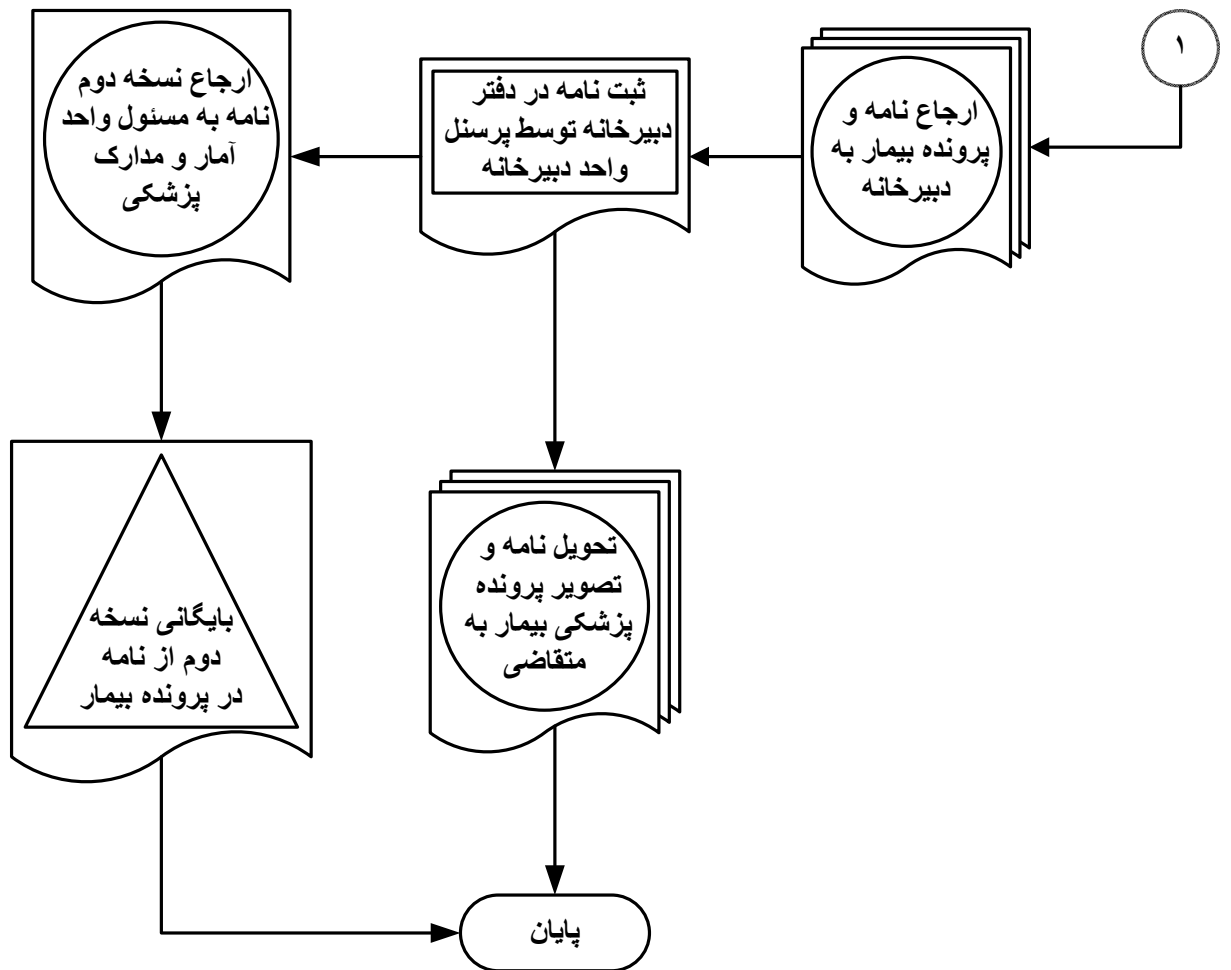 ۱
ارجاع نامه و
پرونده بیمار به
دبیرخانه
ثبت نامه در دفتر
دبیرخانه توسط پرسنل
واحد دبیرخانه
ارجاع نسخه دوم
نامه به مسئول واحد
آمار و مدارک
پزشکی
تحویل نامه و
تصویر پرونده
پزشکی بیمار به
متقاضی
بایگانی نسخه
دوم از نامه
در پرونده بیمار
پایان